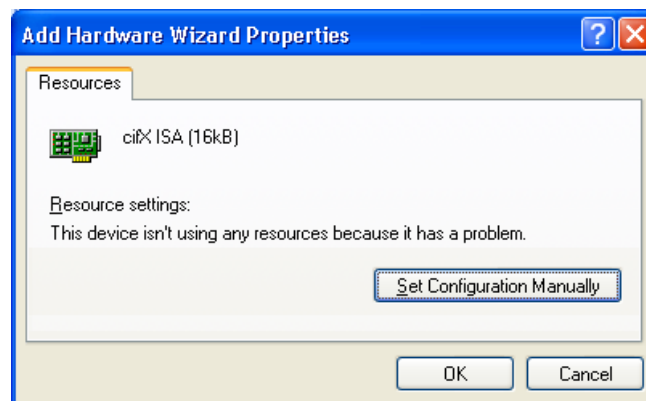 Add Hardware Wizard Properties
Resources
cifX ISA (16kB)
Resource settings:
This device isn't using any resources because it has a problem.
Set Configuration Manually
OK
Cancel